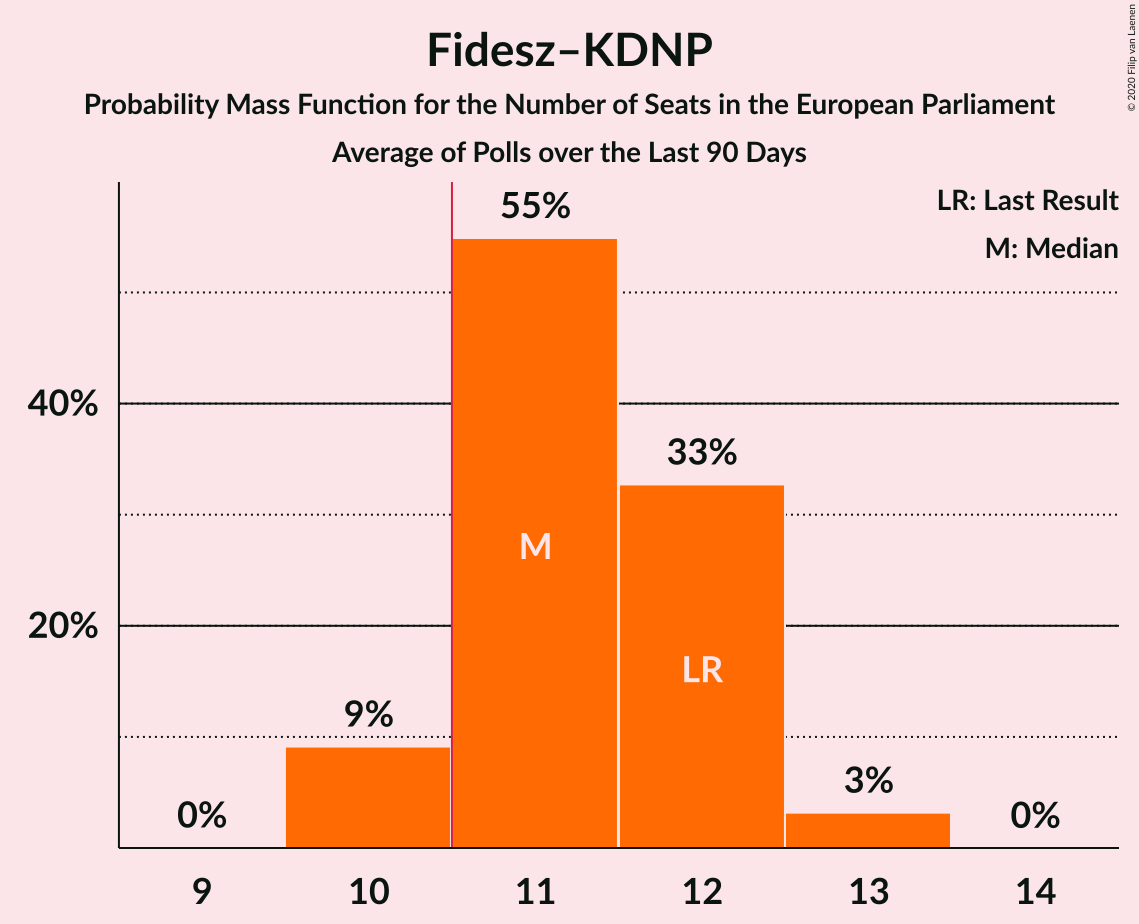 Fidesz–KDNP
Probability Mass Function for the Number of Seats in the European Parliament
Average of Polls over the Last 90 Days
© 2020 Filip van Laenen
LR: Last Result
M: Median
55%
40%
33%
M
20%
LR
9%
3%
0%
0%
9
10
11
12
13
14